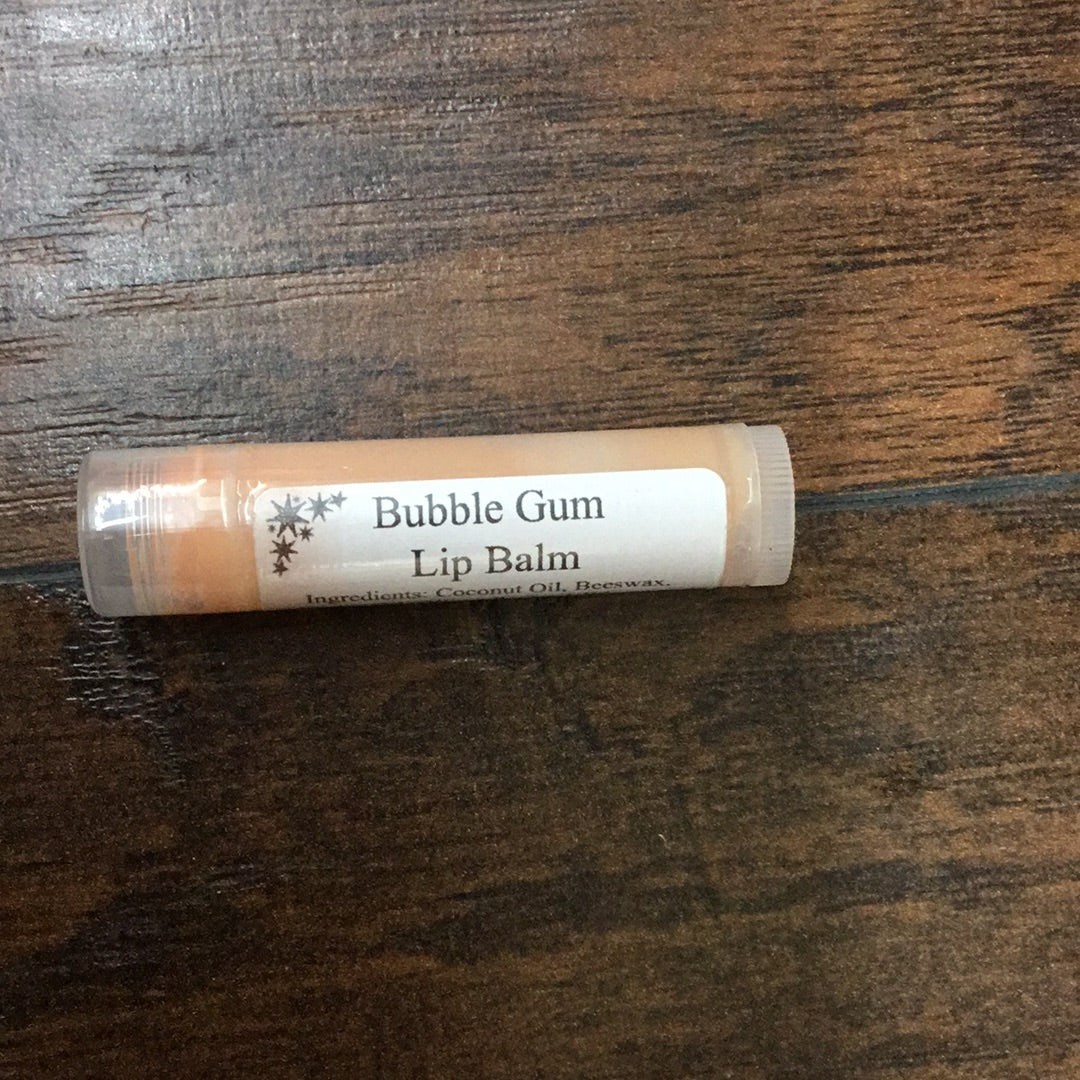 Bubble Gum
Lip Balm
Ingredients: Coconut Oil, Beeswax,